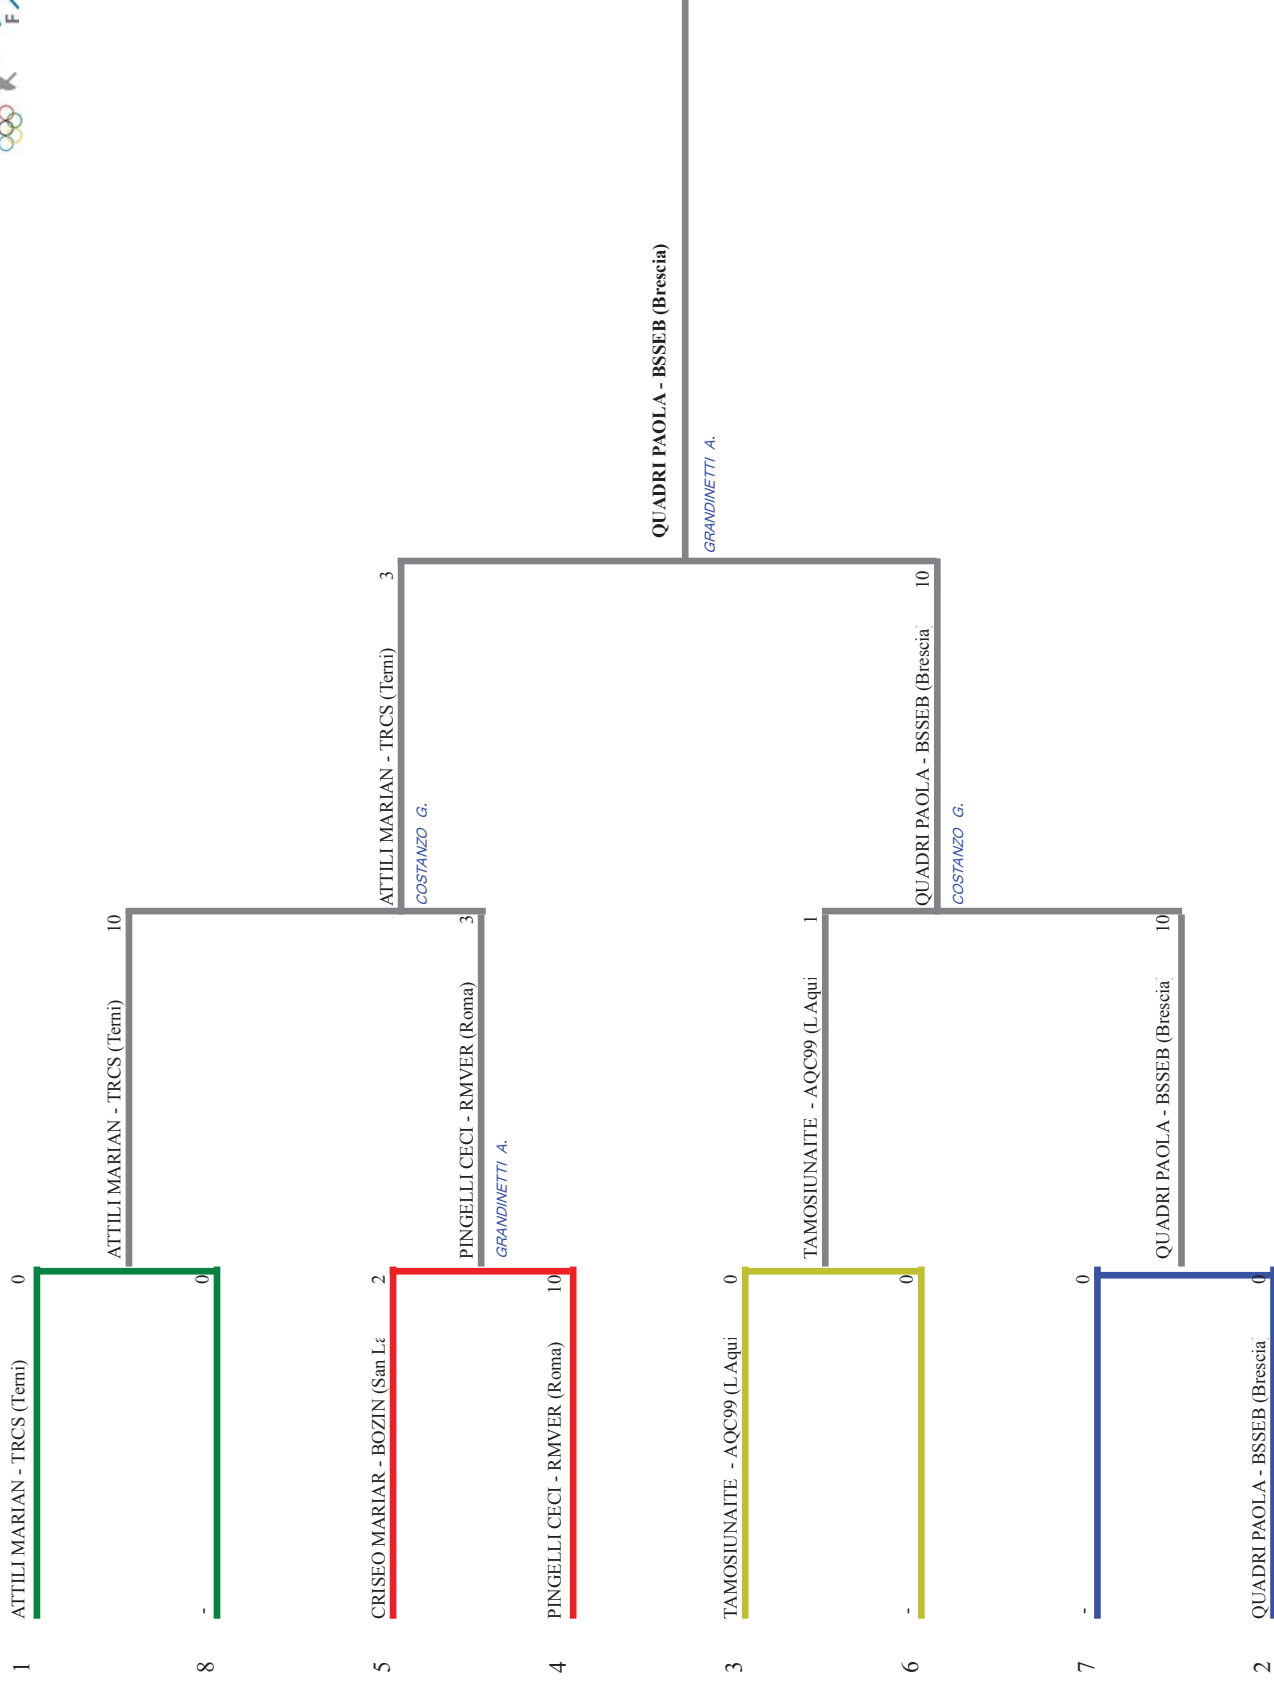 1
ATTILI MARIAN - TRCS (Terni)
0
8
-
0
5
CRISEO MARIAR - BOZIN (San
2
4
PINGELLI CECI - RMVER (Roma)
10
3
TAMOSIUNAITE - AQC99 (L Aqui
0
6
-
0
7
-
0
2
QUADRI PAOLA - BSSEB (Brescia
0
ATTILI MARIAN - TRCS (Terni)
10
PINGELLI CECI - RMVER (Roma)
3
GRANDINETTI A.
TAMOSIUNAITE - AQC99 (L Aqui
1
QUADRI PAOLA - BSSEB (Brescia
10
ATTILI MARIAN - TRCS (Terni)
3
COSTANZO G.
QUADRI PAOLA - BSSEB (Brescia
10
COSTANZO G.
QUADRI PAOLA - BSSEB (Brescia)
GRANDINETTI A.